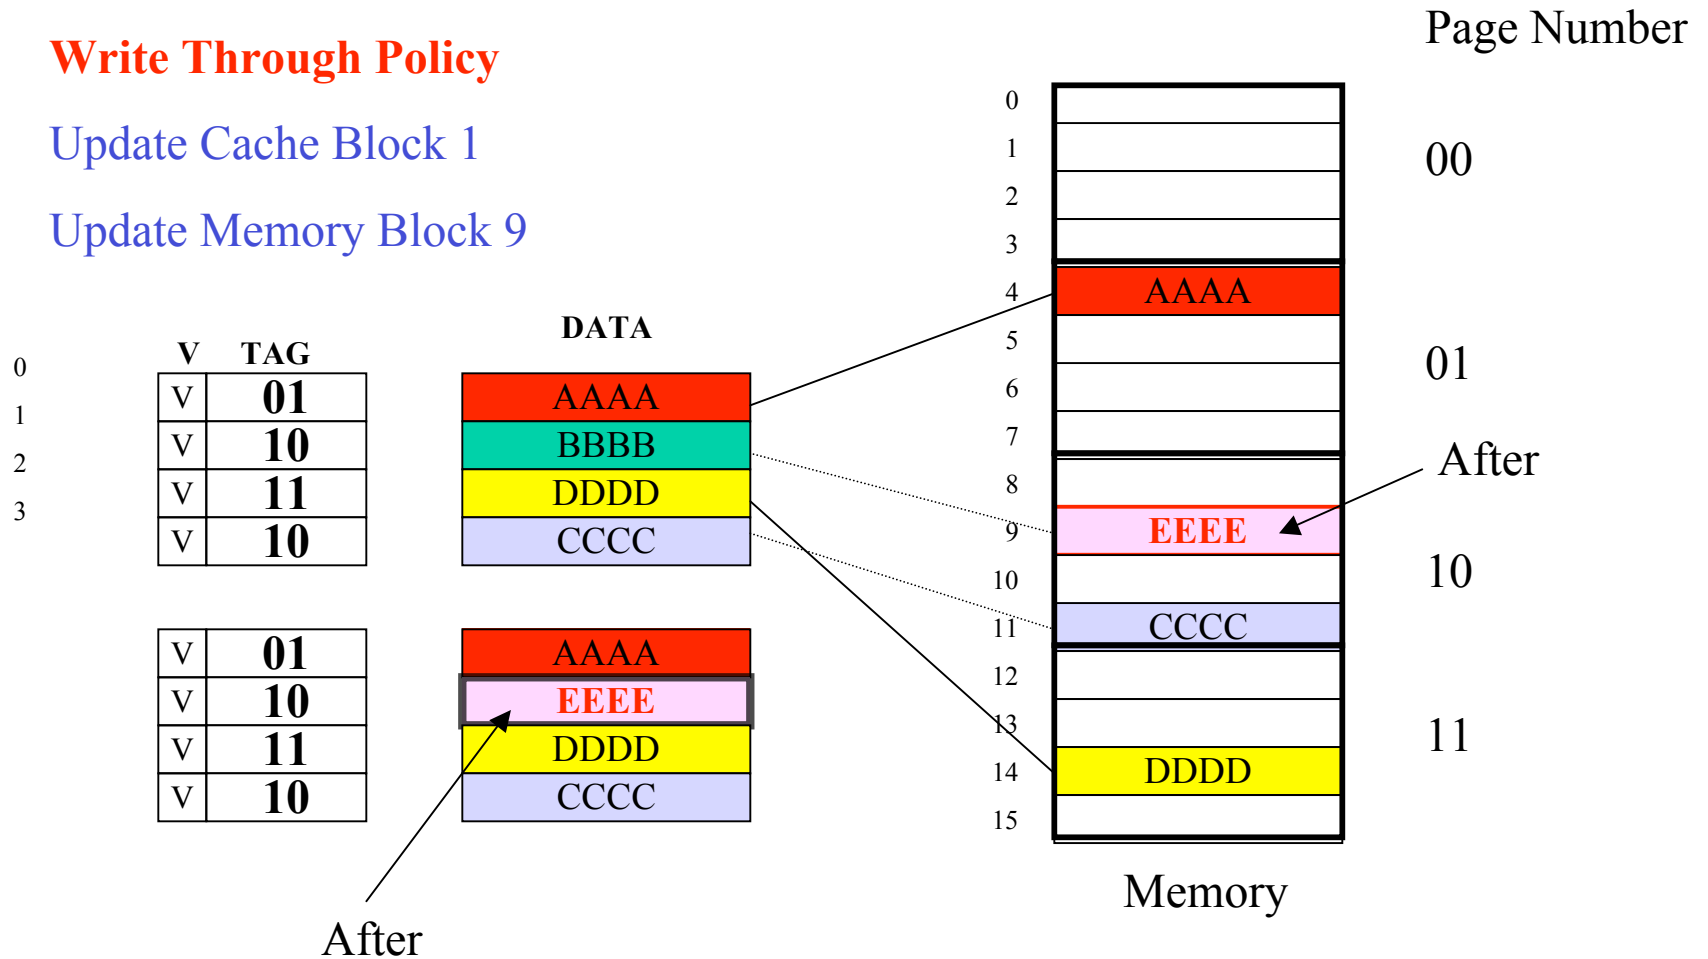 Page Number
Write Through Policy
Update Cache Block 1
Update Memory Block 9
V TAG DATA
0
1
2
3
V 01 AAAA
V 10 BBBB
V 11 DDDD
V 10 CCCC
V 01 AAAA
V 10 EEEE
V 11 DDDD
V 10 CCCC
After
0
1
2
3
4 AAAA
5
6
7
8
9 EEEE
10
11 CCCC
12
13
14 DDDD
15
Memory
00
01
After
10
11